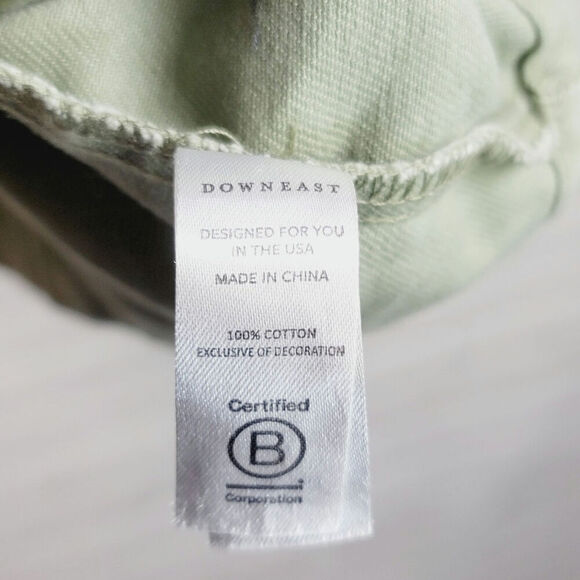 DOWNEAST
DESIGNED FOR YOU
IN THE USA
MADE IN CHINA
100% COTTON
EXCLUSIVE OF DECORATION
Certified
B
Corporation